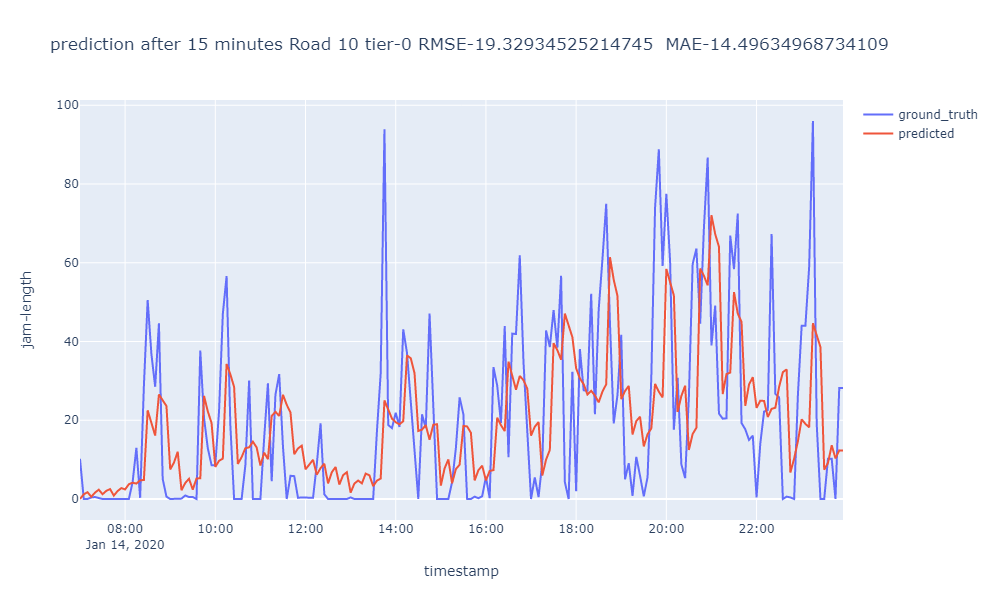 prediction after 15 minutes Road 10 tier-0 RMSE-19.32934525214745  MAE-14.49634968734109
ground_truth
predicted
jam-length
100
80
60
40
20
0
08:00 10:00 12:00 14:00 16:00 18:00 20:00 22:00
Jan 14, 2020
timestamp